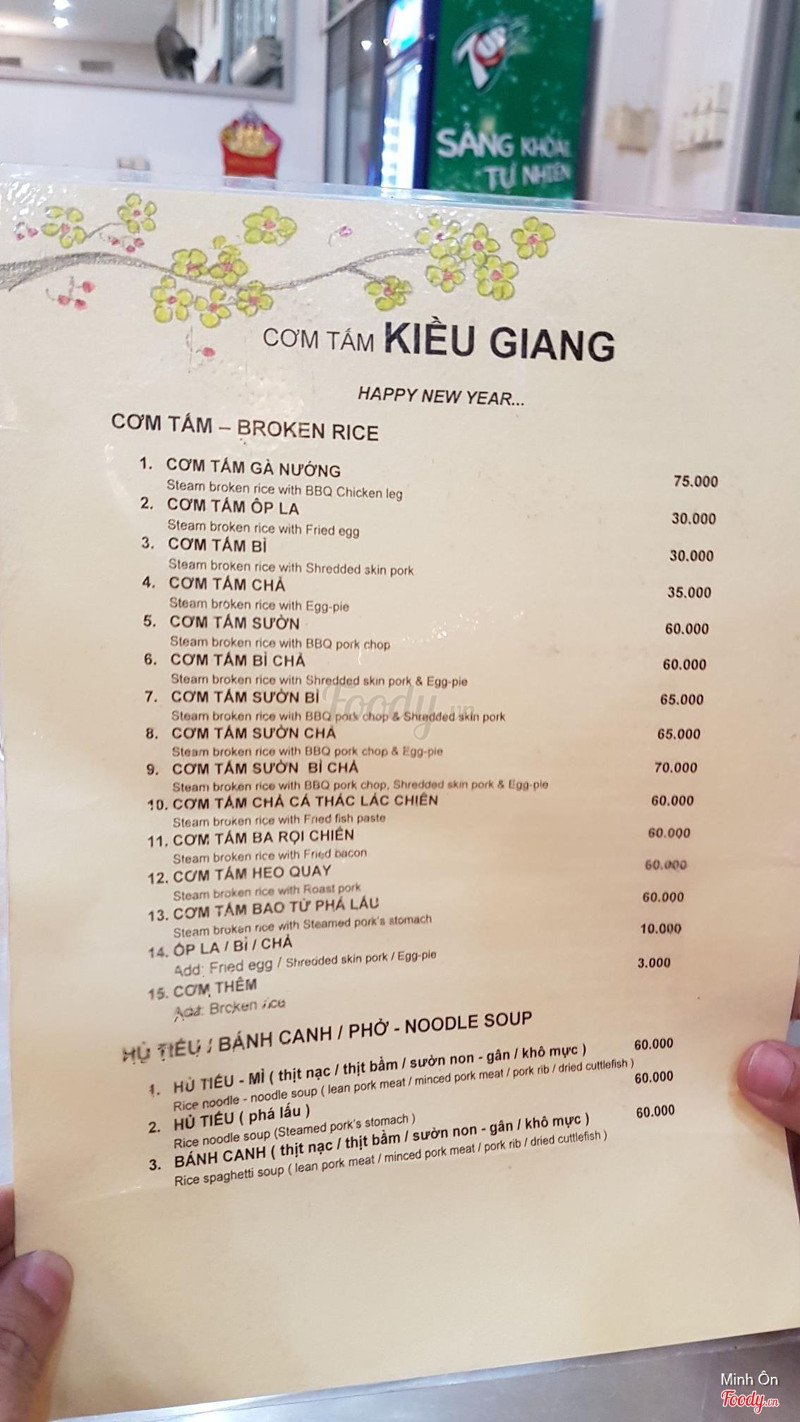 7UP
SẢNG KHOÁI
TỰ NHIÊN
CƠM TẤM KIỀU GIANG
HAPPY NEW YEAR...
CƠM TẤM – BROKEN RICE
1. CƠM TẤM GÀ NƯỚNG 75.000
Steam broken rice with BBQ Chicken leg
2. CƠM TẤM ỐP LA 30.000
Steam broken rice with Fried egg
3. CƠM TẤM BÌ 30.000
Steam broken rice with Shredded skin pork
4. CƠM TẤM CHẢ 35.000
Steam broken rice with Egg-pie
5. CƠM TẤM SƯỜN 60.000
Steam broken rice with BBQ pork chop
6. CƠM TẤM BÌ CHẢ 60.000
Steam broken rice with Shredded skin pork & Egg-pie
7. CƠM TẤM SƯỜN BÌ 65.000
Steam broken rice with BBQ pork chop & Shredded skin pork
8. CƠM TẤM SƯỜN CHẢ 65.000
Steam broken rice with BBQ pork chop & Egg-pie
9. CƠM TẤM SƯỜN BÌ CHẢ 70.000
Steam broken rice with BBQ pork chop, Shredded skin pork & Egg-pie
10. CƠM TẤM CHẢ CÁ THÁC LÁC CHIÊN 60.000
Steam broken rice with Fried fish paste
11. CƠM TẤM BA RỌI CHIÊN 60.000
Steam broken rice with Fried bacon
12. CƠM TẤM HEO QUAY 60.000
Steam broken rice with Roast pork
13. CƠM TẤM BAO TỬ PHÁ LẤU 60.000
Steam broken rice with Steamed pork's stomach
14. ỐP LA / BÌ / CHẢ 10.000
Add: Fried egg / Shredded skin pork / Egg-pie
15. CƠM THÊM 3.000
Add: Broken rice
HỦ TIẾU / BÁNH CANH / PHỞ - NOODLE SOUP
1. HỦ TIẾU - MÌ ( thịt nạc / thịt bằm / sườn non - gân / khô mực ) 60.000
Rice noodle - noodle soup ( lean pork meat / minced pork meat / pork rib / dried cuttlefish )
2. HỦ TIẾU ( phá lấu ) 60.000
Rice noodle soup (Steamed pork's stomach )
3. BÁNH CANH ( thịt nạc / thịt bằm / sườn non - gân / khô mực ) 60.000
Rice spaghetti soup ( lean pork meat / minced pork meat / pork rib / dried cuttlefish )
Foody.vn
Minh Ôn
Foody.vn